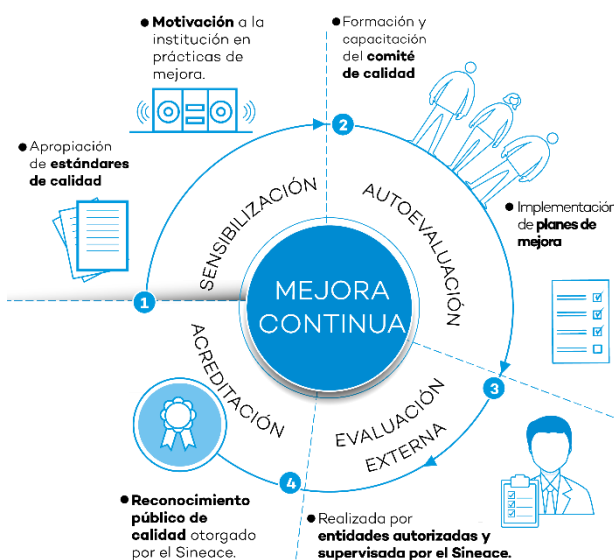 ● Motivación a la
institución en
prácticas de
mejora.
● Formación y
capacitación
del comité
de calidad
● Apropiación
de estándares
de calidad
● Implementación
de planes de
mejora
1
SENSIBILIZACIÓN
2
AUTOEVALUACIÓN
MEJORA
CONTINUA
3
EVALUACIÓN
EXTERNA
4
ACREDITACIÓN
● Reconocimiento
público de
calidad otorgado
por el Sineace.
● Realizada por
entidades autorizadas y
supervisada por el Sineace.